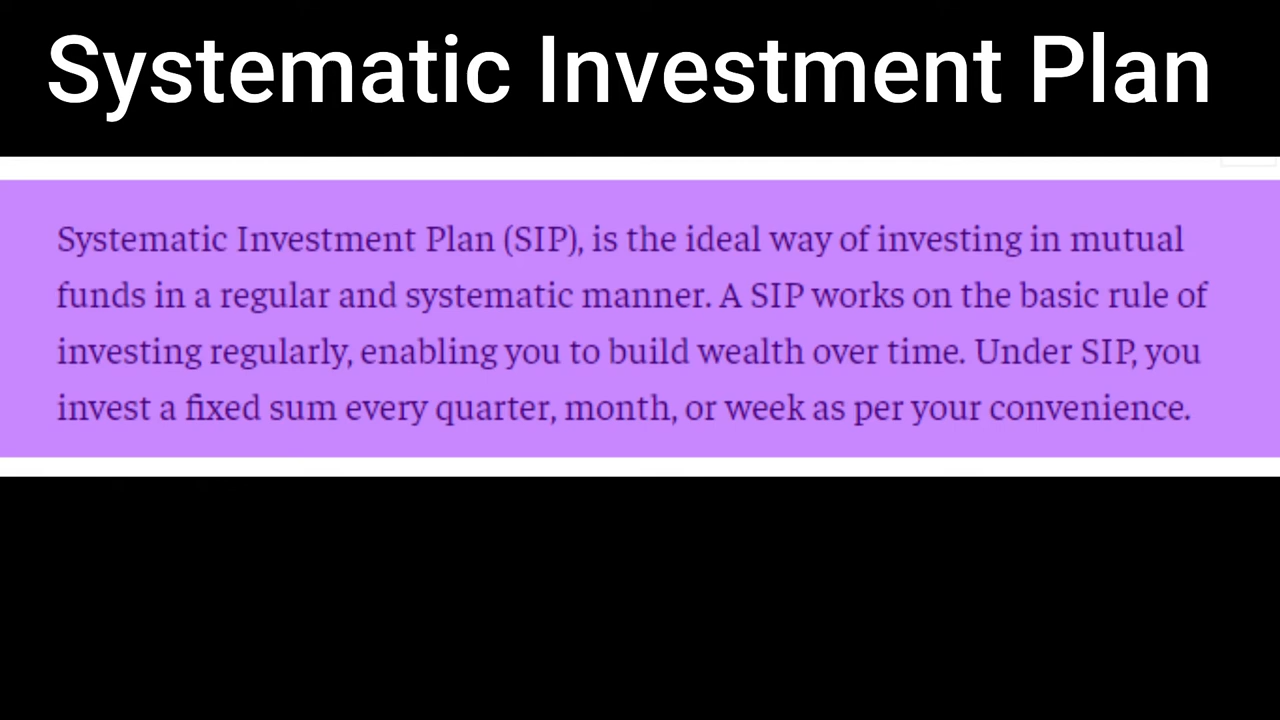 Systematic Investment Plan
Systematic Investment Plan (SIP), is the ideal way of investing in mutual
funds in a regular and systematic manner. A SIP works on the basic rule of
investing regularly, enabling you to build wealth over time. Under SIP, you
invest a fixed sum every quarter, month, or week as per your convenience.